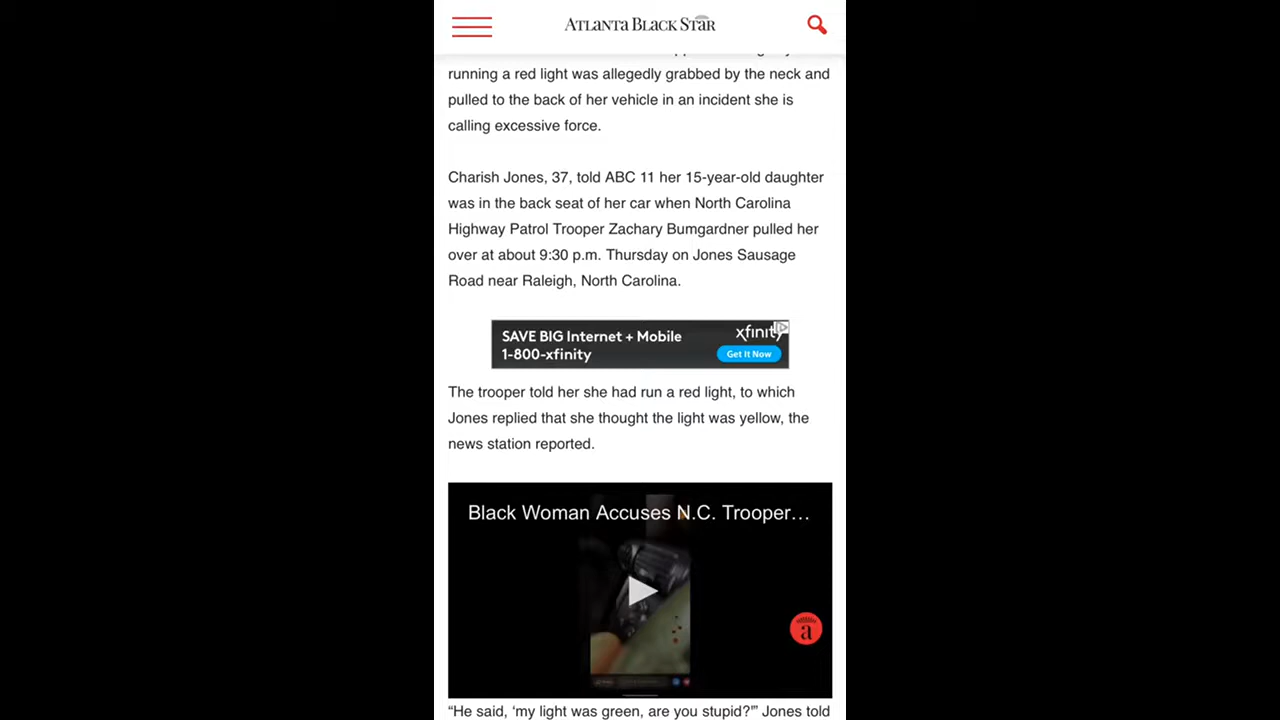 ATLANTA BLACK STAR
running a red light was allegedly grabbed by the neck and
pulled to the back of her vehicle in an incident she is
calling excessive force.
Charish Jones, 37, told ABC 11 her 15-year-old daughter
was in the back seat of her car when North Carolina
Highway Patrol Trooper Zachary Bumgardner pulled her
over at about 9:30 p.m. Thursday on Jones Sausage
Road near Raleigh, North Carolina.
SAVE BIG Internet + Mobile
1-800-xfinity
xfinity
Get It Now
The trooper told her she had run a red light, to which
Jones replied that she thought the light was yellow, the
news station reported.
Black Woman Accuses N.C. Trooper...
a
“He said, ‘my light was green, are you stupid?’” Jones told